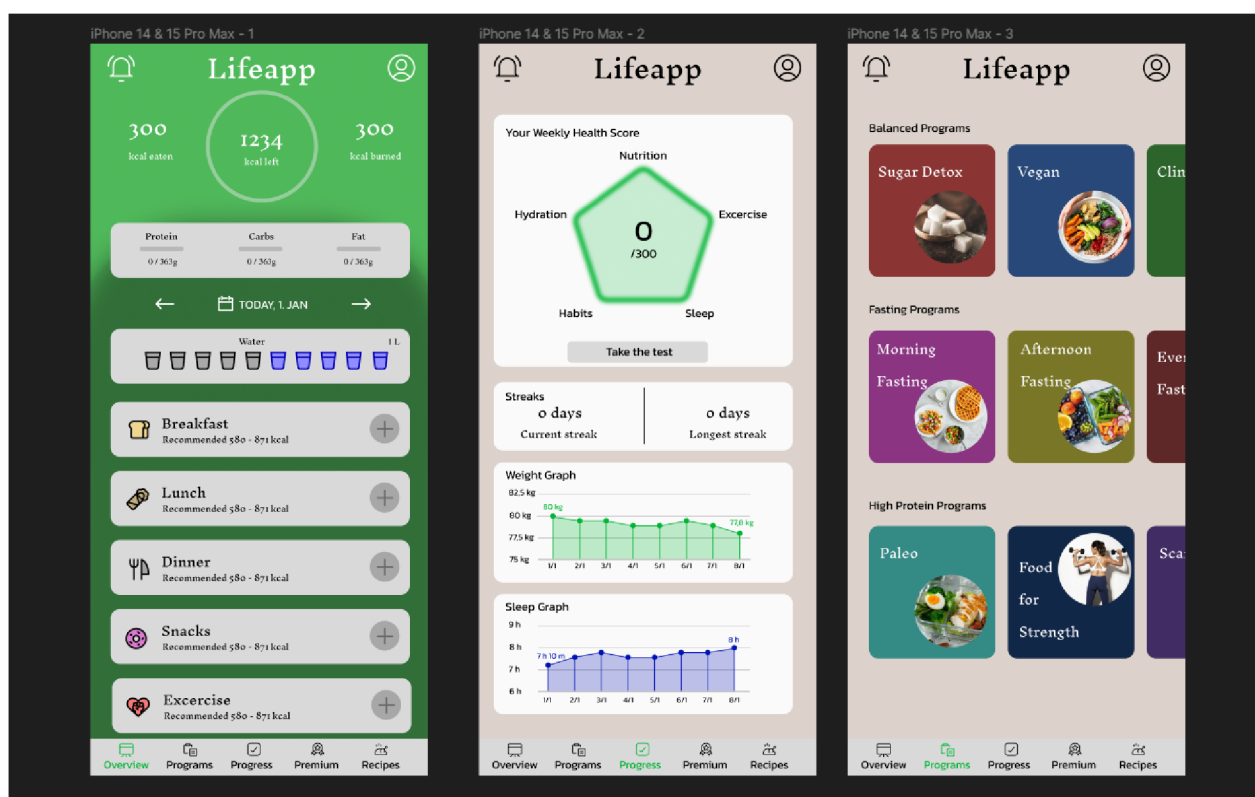 iPhone 14 & 15 Pro Max - 1
Lifeapp
300
kcal eaten
1234
kcal left
300
kcal burned
Protein
Carbs
Fat
0 / 363g
0 / 363g
0 / 363g
TODAY, 1. JAN
Water
1 L
Breakfast
Recommended 580 - 871 kcal
Lunch
Recommended 580 - 871 kcal
Dinner
Recommended 580 - 871 kcal
Snacks
Recommended 580 - 871 kcal
Excercise
Recommended 580 - 871 kcal
Overview
Programs
Progress
Premium
Recipes
iPhone 14 & 15 Pro Max - 2
Lifeapp
Your Weekly Health Score
Nutrition
Hydration
Excercise
0
/300
Habits
Sleep
Take the test
Streaks
0 days
0 days
Current streak
Longest streak
Weight Graph
82,5 kg
80 kg
80 kg
77,8 kg
77,5 kg
75 kg
1/1 2/1 3/1 4/1 5/1 6/1 7/1 8/1
Sleep Graph
9 h
8 h
8 h
7 h 10 m
7 h
6 h
1/1 2/1 3/1 4/1 5/1 6/1 7/1 8/1
Overview
Programs
Progress
Premium
Recipes
iPhone 14 & 15 Pro Max - 3
Lifeapp
Balanced Programs
Sugar Detox
Vegan
Clin
Fasting Programs
Morning
Fasting
Afternoon
Fasting
Eve
Fast
High Protein Programs
Paleo
Food
for
Strength
Sca
Overview
Programs
Progress
Premium
Recipes